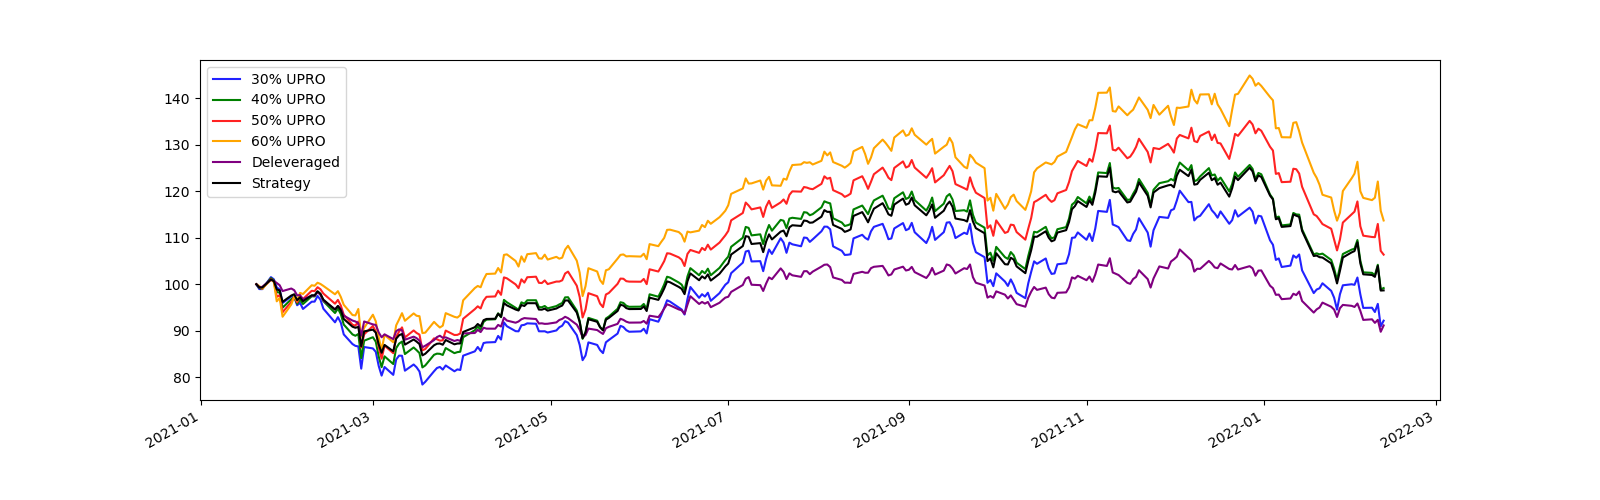 30% UPRO
40% UPRO
50% UPRO
60% UPRO
Deleveraged
Strategy
140
130
120
110
100
90
80
2021-01
2021-03
2021-05
2021-07
2021-09
2021-11
2022-01
2022-03